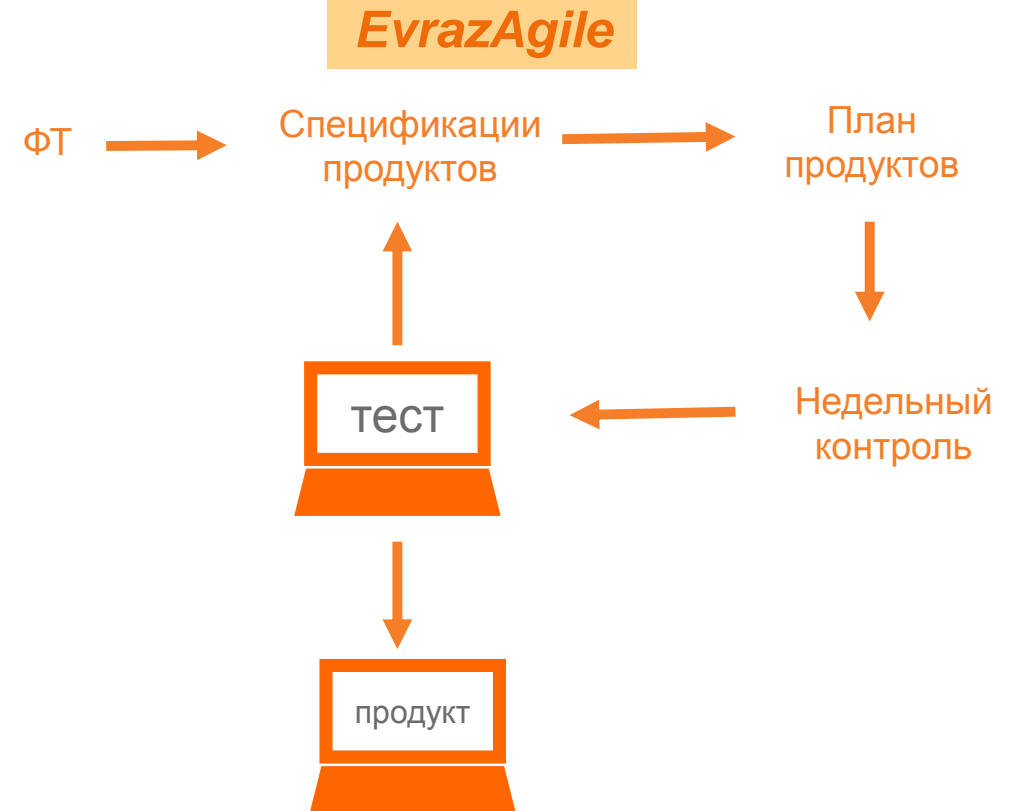 EvrazAgile
ФТ
Спецификации
продуктов
План
продуктов
тест
Недельный
контроль
продукт